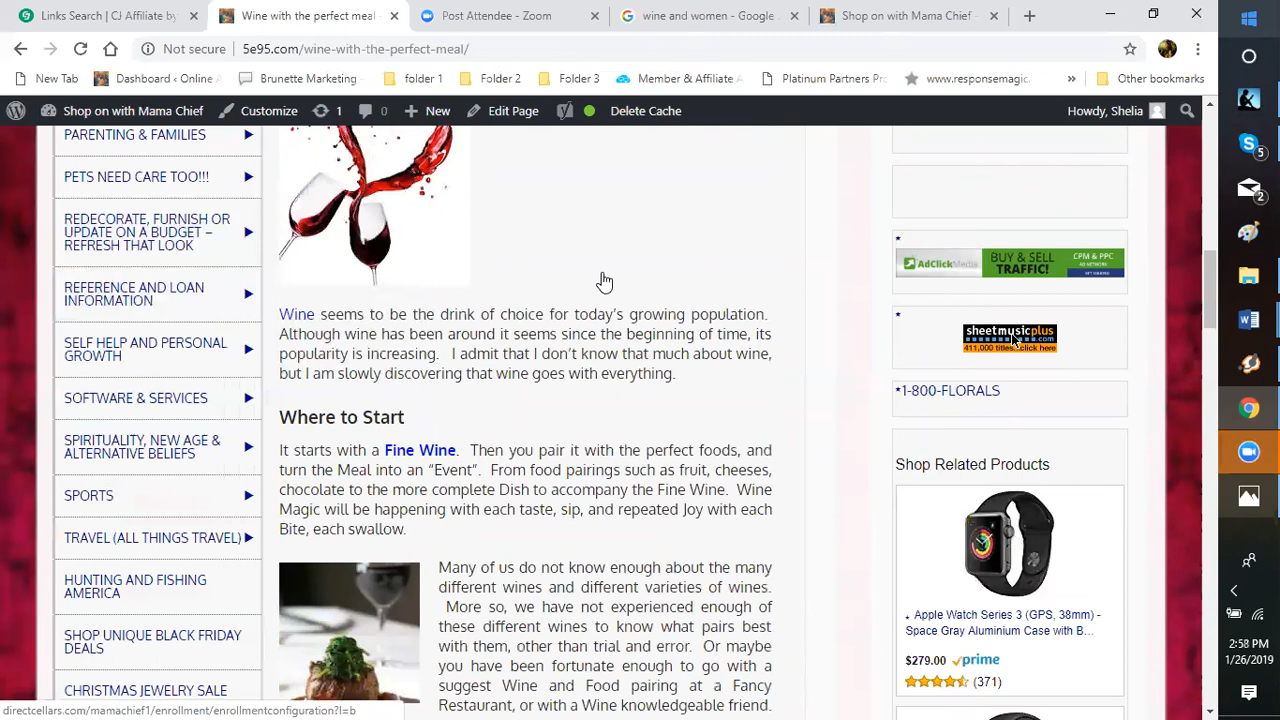 Links Search | CJ Affiliate by
Wine with the perfect meal -
Post Attendee - Zoom
wine and women - Google
Shop on with Mama Chief -
Not secure
5e95.com/wine-with-the-perfect-meal/
New Tab
Dashboard ‹ Online A
Brunette Marketing -
folder 1
Folder 2
Folder 3
Member & Affiliate A
Platinum Partners Pr
www.responsemagic.
Other bookmarks
Shop on with Mama Chief
Customize
1
0
New
Edit Page
Delete Cache
Howdy, Shelia
PARENTING & FAMILIES
PETS NEED CARE TOO!!!
REDECORATE, FURNISH OR
UPDATE ON A BUDGET –
REFRESH THAT LOOK
REFERENCE AND LOAN
INFORMATION
SELF HELP AND PERSONAL
GROWTH
SOFTWARE & SERVICES
SPIRITUALITY, NEW AGE &
ALTERNATIVE BELIEFS
SPORTS
TRAVEL (ALL THINGS TRAVEL)
HUNTING AND FISHING
AMERICA
SHOP UNIQUE BLACK FRIDAY
DEALS
CHRISTMAS JEWELRY SALE
directcellars.com/mamachief1/enrollment/enrollmentconfiguration?l=b
Wine seems to be the drink of choice for today's growing population.
Although wine has been around it seems since the beginning of time, its
popularity is increasing. I admit that I don't know that much about wine,
but I am slowly discovering that wine goes with everything.
Where to Start
It starts with a Fine Wine. Then you pair it with the perfect foods, and
turn the Meal into an "Event". From food pairings such as fruit, cheeses,
chocolate to the more complete Dish to accompany the Fine Wine. Wine
Magic will be happening with each taste, sip, and repeated Joy with each
Bite, each swallow.
Many of us do not know enough about the many
different wines and different varieties of wines.
More so, we have not experienced enough of
these different wines to know what pairs best
with them, other than trial and error. Or maybe
you have been fortunate enough to go with a
suggest Wine and Food pairing at a Fancy
Restaurant, or with a Wine knowledgeable friend.
*
AdClickMedia
BUY & SELL
TRAFFIC!
CPM & PPC
*
sheetmusicplus
.com
411,000 titles, click here
*1-800-FLORALS
Shop Related Products
Apple Watch Series 3 (GPS, 38mm) -
Space Gray Aluminium Case with B...
$279.00 prime
(371)
5
2
2:58 PM
1/26/2019